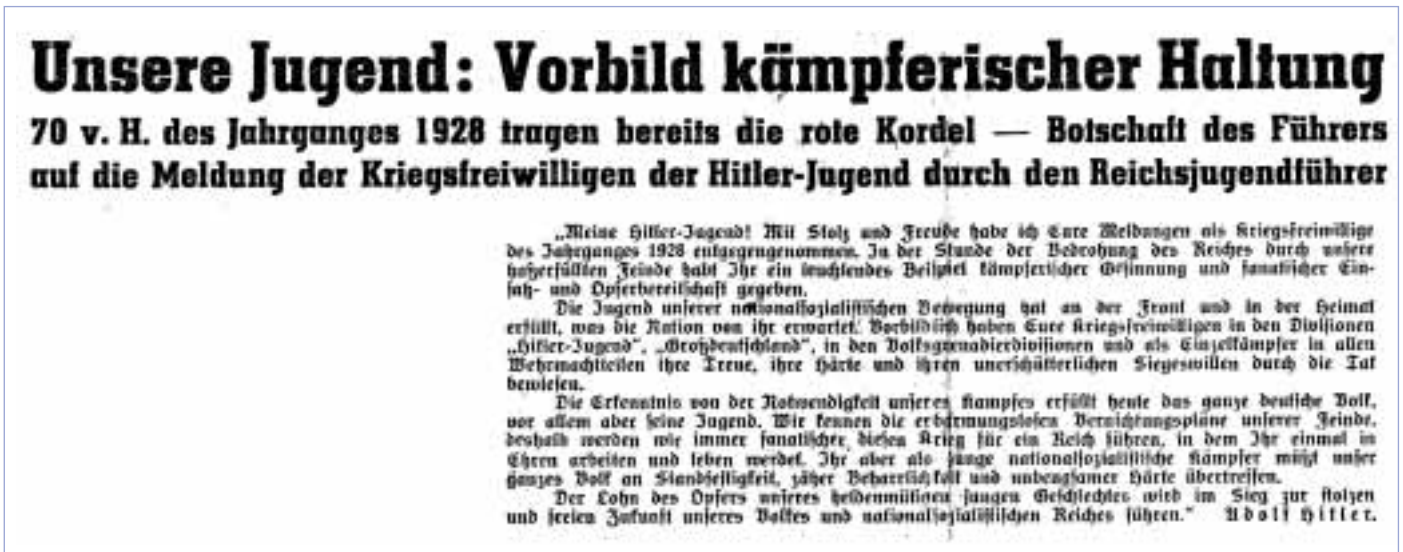 Unsere Jugend: Vorbild kämpferischer Haltung
70 v. H. des Jahrganges 1928 tragen bereits die rote Kordel — Botschaft des Führers
auf die Meldung der Kriegsfreiwilligen der Hitler-Jugend durch den Reichsjugendführer
„Meine Hitler-Jugend! Mit Stolz und Freude habe ich Eure Meldungen als Kriegsfreiwillige
des Jahrganges 1928 entgegengenommen. In der Stunde der Bedrohung des Reiches durch unsere
haßerfüllten Feinde habt Ihr ein leuchtendes Beispiel kämpferischer Gesinnung und fanatischer Ein-
satz- und Opferbereitschaft gegeben.
Die Jugend unserer nationalsozialistischen Bewegung hat an der Front und in der Heimat
erfüllt, was die Nation von ihr erwartet. Vorbildlich haben Eure Kriegsfreiwilligen in den Divisionen
„Hitler-Jugend“, „Großdeutschland“, in den Volksgrenadierdivisionen und als Einzelkämpfer in allen
Wehrmachtteilen ihre Treue, ihre Härte und ihren unerschütterlichen Siegeswillen durch die Tat
bewiesen.
Die Erkenntnis von der Notwendigkeit unseres Kampfes erfüllt heute das ganze deutsche Volk,
vor allem aber seine Jugend. Wir kennen die erbarmungslosen Vernichtungspläne unserer Feinde,
deshalb werden wir immer fanatischer diesen Krieg für ein Reich führen, in dem Ihr einmal in
Ehren arbeiten und leben werdet. Ihr aber als junge nationalsozialistische Kämpfer müßt unser
ganzes Volk an Standfestigkeit, zäher Beharrlichkeit und unbeugsamer Härte übertreffen.
Der Lohn des Opfers unseres heldenmütigen jungen Geschlechtes wird im Sieg zur stolzen
und freien Zukunft unseres Volkes und nationalsozialistischen Reiches führen.“ Adolf Hitler.